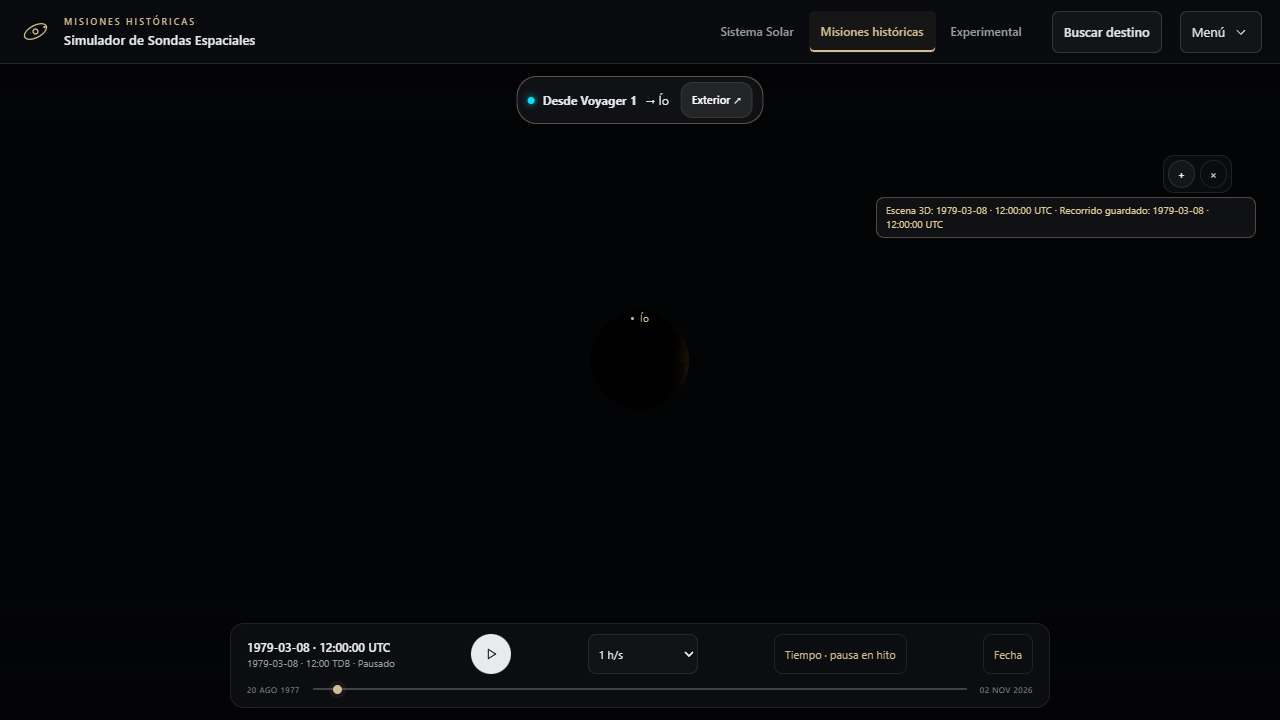 MISIONES HISTÓRICAS
Simulador de Sondas Espaciales
Sistema Solar
Misiones históricas
Experimental
Buscar destino
Menú
Desde Voyager 1 → Ío
Exterior ↗
+ ×
Escena 3D: 1979-03-08 · 12:00:00 UTC · Recorrido guardado: 1979-03-08 ·
12:00:00 UTC
Ío
1979-03-08 · 12:00:00 UTC
1979-03-08 · 12:00 TDB · Pausado
1 h/s
Tiempo · pausa en hito
Fecha
20 AGO 1977
02 NOV 2026